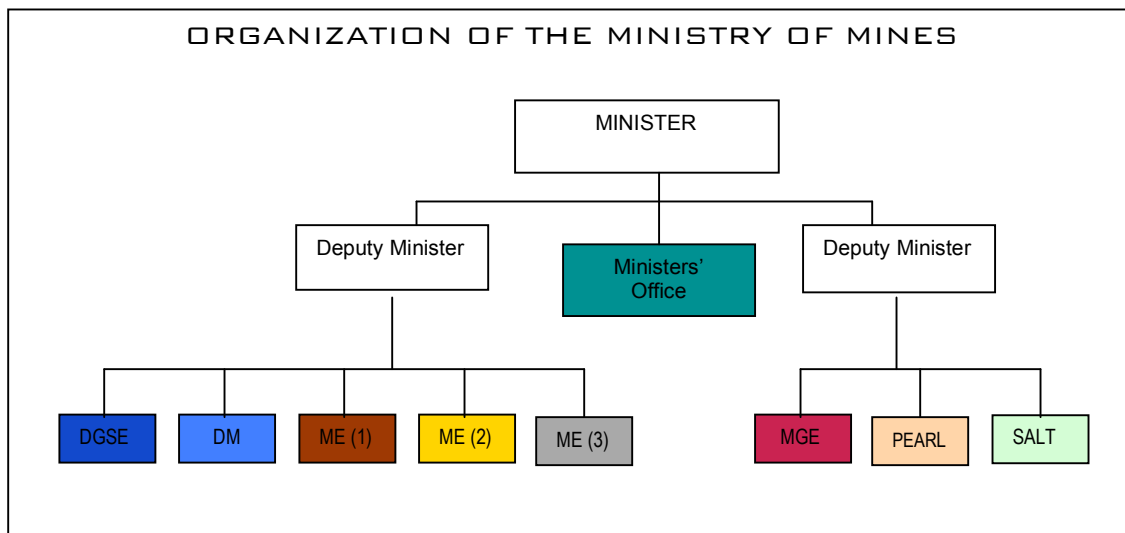 ORGANIZATION OF THE MINISTRY OF MINES
MINISTER
Deputy Minister
Ministers’
Office
Deputy Minister
DGSE
DM
ME (1)
ME (2)
ME (3)
MGE
PEARL
SALT